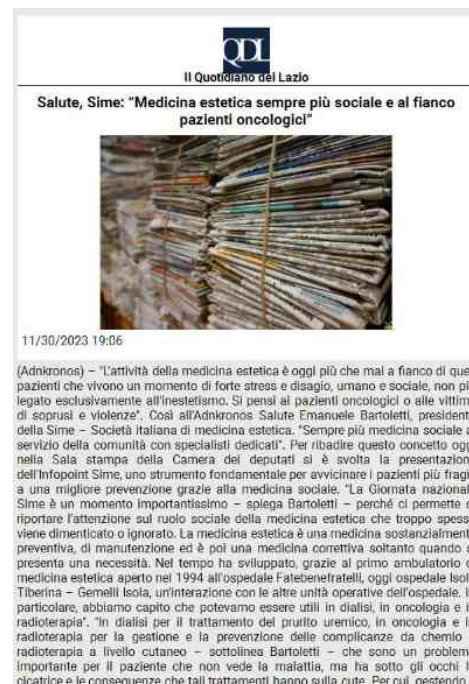 QDL
Il Quotidiano del Lazio
Salute, Sime: “Medicina estetica sempre più sociale e al fianco
pazienti oncologici”
11/30/2023 19:06
(Adnkronos) – "L'attività della medicina estetica è oggi più che mai a fianco di que
pazienti che vivono un momento di forte stress e disagio, umano e sociale, non pi
legato esclusivamente all'inestetismo. Si pensi ai pazienti oncologici o alle vittim
di soprusi e violenze". Così all'Adnkronos Salute Emanuele Bartoletti, president
della Sime – Società italiana di medicina estetica. "Sempre più medicina sociale a
servizio della comunità con specialisti dedicati". Per ribadire questo concetto ogg
nella Sala stampa della Camera dei deputati si è svolta la presentazion
dell'Infopoint Sime, uno strumento fondamentale per avvicinare i pazienti più fragi
a una migliore prevenzione grazie alla medicina sociale. "La Giornata nazional
Sime è un momento importantissimo – spiega Bartoletti – perché ci permette d
riportare l'attenzione sul ruolo sociale della medicina estetica che troppo spess
viene dimenticato o ignorato. La medicina estetica è una medicina sostanzialment
preventiva, di manutenzione ed è poi una medicina correttiva soltanto quando s
presenta una necessità. Nel tempo ha sviluppato, grazie al primo ambulatorio d
medicina estetica aperto nel 1994 all'ospedale Fatebenefratelli, oggi ospedale Isol
Tiberina – Gemelli Isola, un'interazione con le altre unità operative dell'ospedale. I
particolare, abbiamo capito che potevamo essere utili in dialisi, in oncologia e i
radioterapia". "In dialisi per il trattamento del prurito uremico, in oncologia e i
radioterapia per la gestione e la prevenzione delle complicanze da chemio
radioterapia a livello cutaneo – sottolinea Bartoletti – che sono un problem
importante per il paziente che non vede la malattia, ma ha sotto gli occhi l
cicatrice e le conseguenze che tali trattamenti hanno sulla cute. Per cui, gestendo